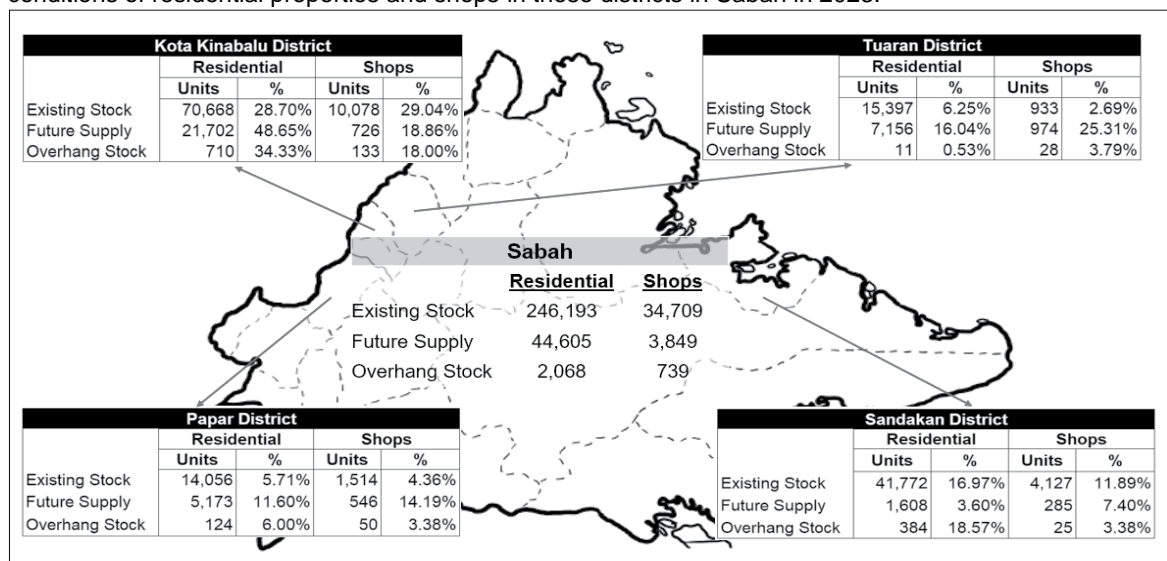 conditions of residential properties and shops in these districts in Sabah in 2023.
Kota Kinabalu District
Residential Shops
Units % Units %
Existing Stock 70,668 28.70% 10,078 29.04%
Future Supply 21,702 48.65% 726 18.86%
Overhang Stock 710 34.33% 133 18.00%
Tuaran District
Residential Shops
Units % Units %
Existing Stock 15,397 6.25% 933 2.69%
Future Supply 7,156 16.04% 974 25.31%
Overhang Stock 11 0.53% 28 3.79%
Sabah
Residential Shops
Existing Stock 246,193 34,709
Future Supply 44,605 3,849
Overhang Stock 2,068 739
Papar District
Residential Shops
Units % Units %
Existing Stock 14,056 5.71% 1,514 4.36%
Future Supply 5,173 11.60% 546 14.19%
Overhang Stock 124 6.00% 50 3.38%
Sandakan District
Residential Shops
Units % Units %
Existing Stock 41,772 16.97% 4,127 11.89%
Future Supply 1,608 3.60% 285 7.40%
Overhang Stock 384 18.57% 25 3.38%